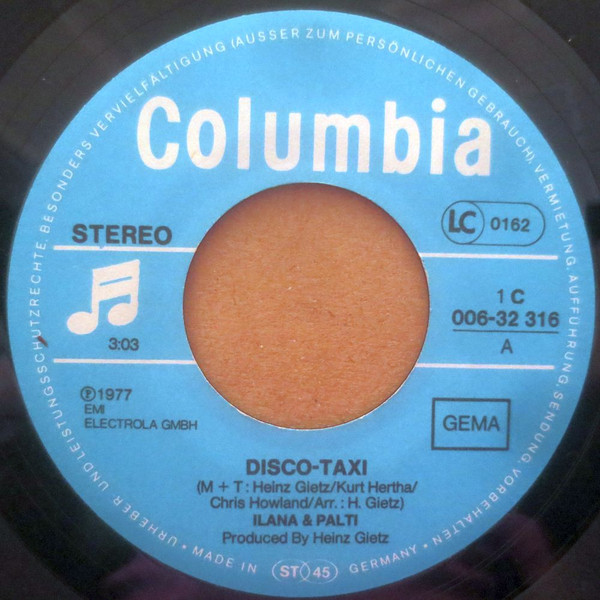 Columbia
STEREO
LC 0162
3:03
1 C
006-32 316
A
Ⓟ1977
EMI
ELECTROLA GMBH
GEMA
DISCO-TAXI
(M + T: Heinz Gietz/Kurt Hertha/
Chris Howland/Arr.: H. Gietz)
ILANA & PALTI
Produced By Heinz Gietz
URHEBER UND LEISTUNGSSCHUTZRECHTE, BESONDERS VERVIELFÄLTIGUNG (AUSSER ZUM PERSÖNLICHEN GEBRAUCH), VERMIETUNG, AUFFÜHRUNG, SENDUNG, VORBEHALTEN •
• MADE IN ST 45 GERMANY •